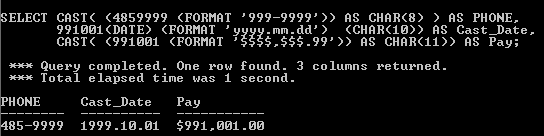 SELECT CAST( (4859999 (FORMAT '999-9999')) AS CHAR(8) ) AS PHONE,
991001(DATE) (FORMAT 'yyyy.mm.dd')  (CHAR(10)) AS Cast_Date,
CAST( (991001 (FORMAT '$$$$,$$$.99')) AS CHAR(11)) AS Pay;
*** Query completed. One row found. 3 columns returned.
*** Total elapsed time was 1 second.
PHONE     Cast_Date   Pay
--------  ----------  -----------
485-9999  1999.10.01  $991,001.00